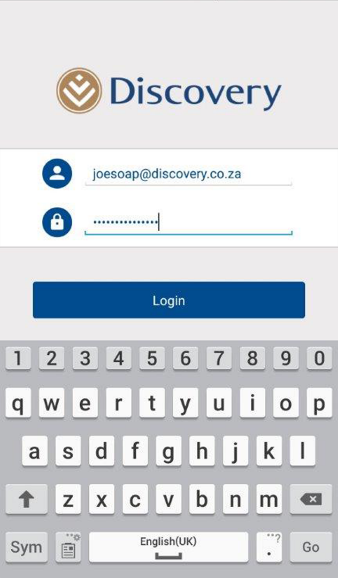 Discovery
joesoap@discovery.co.za
•••••••••••••••
Login
1 2 3 4 5 6 7 8 9 0
q w e r t y u i o p
a s d f g h j k l
z x c v b n m
Sym English(UK) . ? Go